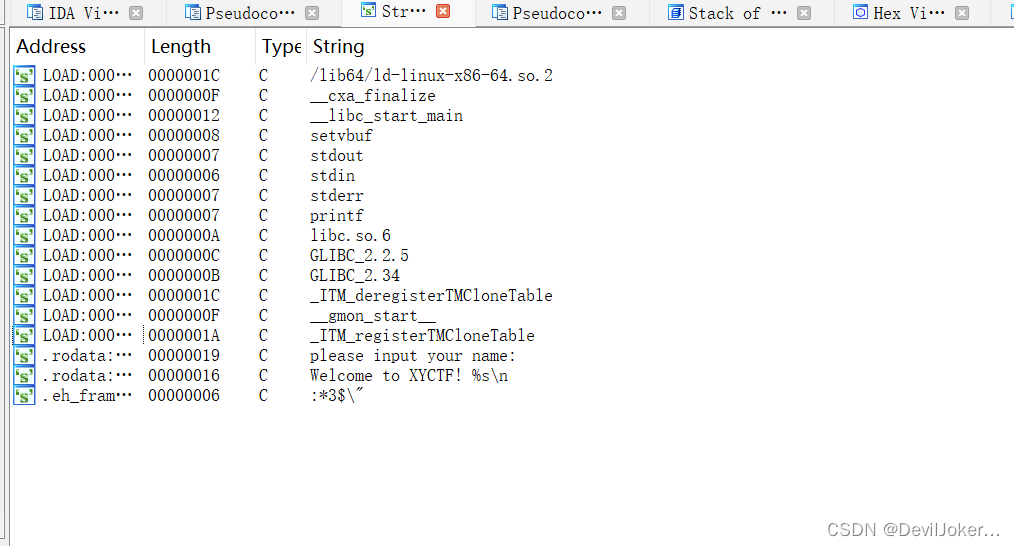 IDA Vi··· Pseudoco··· Str··· Pseudoco··· Stack of ··· Hex Vi···
Address Length Type String
LOAD:000··· 0000001C C /lib64/ld-linux-x86-64.so.2
LOAD:000··· 0000000F C __cxa_finalize
LOAD:000··· 00000012 C __libc_start_main
LOAD:000··· 00000008 C setvbuf
LOAD:000··· 00000007 C stdout
LOAD:000··· 00000006 C stdin
LOAD:000··· 00000007 C stderr
LOAD:000··· 00000007 C printf
LOAD:000··· 0000000A C libc.so.6
LOAD:000··· 0000000C C GLIBC_2.2.5
LOAD:000··· 0000000B C GLIBC_2.34
LOAD:000··· 0000001C C _ITM_deregisterTMCloneTable
LOAD:000··· 0000000F C __gmon_start__
LOAD:000··· 0000001A C _ITM_registerTMCloneTable
.rodata:··· 00000019 C please input your name:
.rodata:··· 00000016 C Welcome to XYCTF! %s\n
.eh_fram··· 00000006 C :*3$\"
CSDN @DevilJoker...